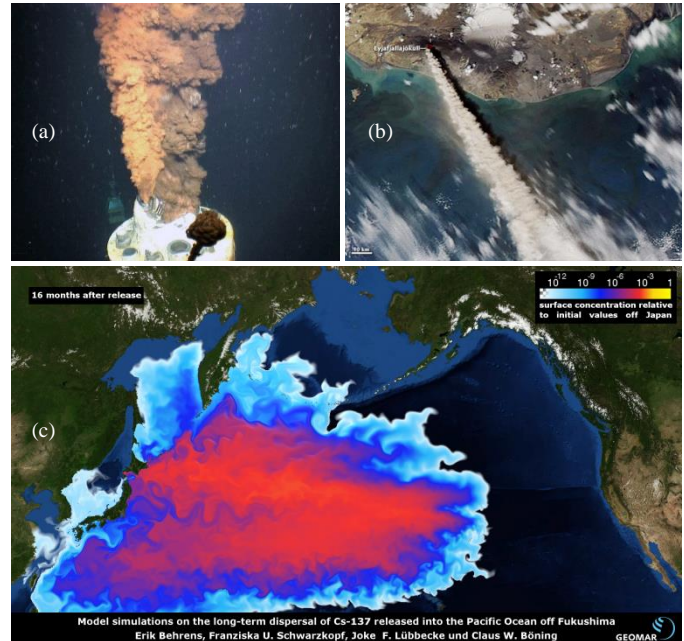 (a)
(b)
Eyjafjallajökull
10 km
(c)
16 months after release
10-12 10-9 10-6 10-3 1
surface concentration relative
to initial values off Japan
Model simulations on the long-term dispersal of Cs-137 released into the Pacific Ocean off Fukushima
Erik Behrens, Franziska U. Schwarzkopf, Joke F. Lübbecke und Claus W. Böning
GEOMAR